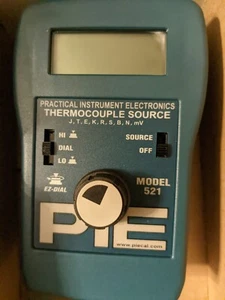 PRACTICAL INSTRUMENT ELECTRONICS
THERMOCOUPLE SOURCE
J, T, E, K, R, S, B, N, mV
HI
SOURCE
DIAL
OFF
LO
EZ-DIAL
MODEL
521
PIE
www.piecal.com